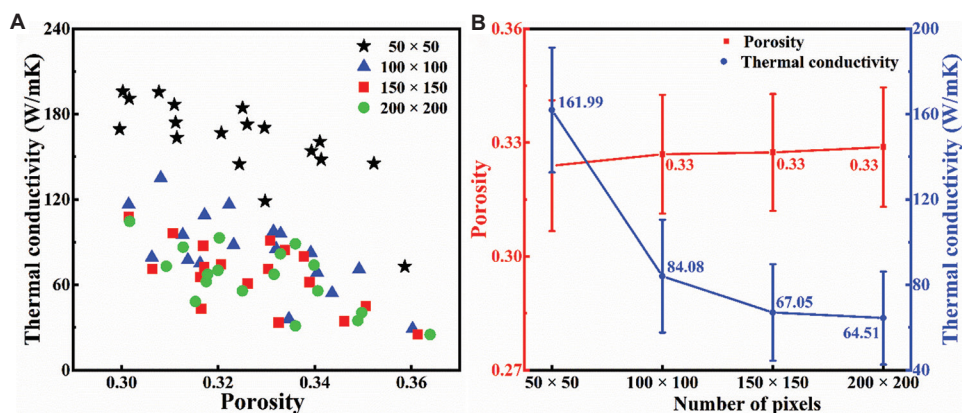 A
Thermal conductivity (W/mK)
240
180
120
60
0
0.30
0.32
0.34
0.36
Porosity
50 × 50
100 × 100
150 × 150
200 × 200
B
Porosity
0.36
0.33
0.30
0.27
Porosity
Thermal conductivity
161.99
84.08
67.05
64.51
0.33
0.33
0.33
50 × 50
100 × 100
150 × 150
200 × 200
Number of pixels
200
160
120
80
40
Thermal conductivity (W/mK)